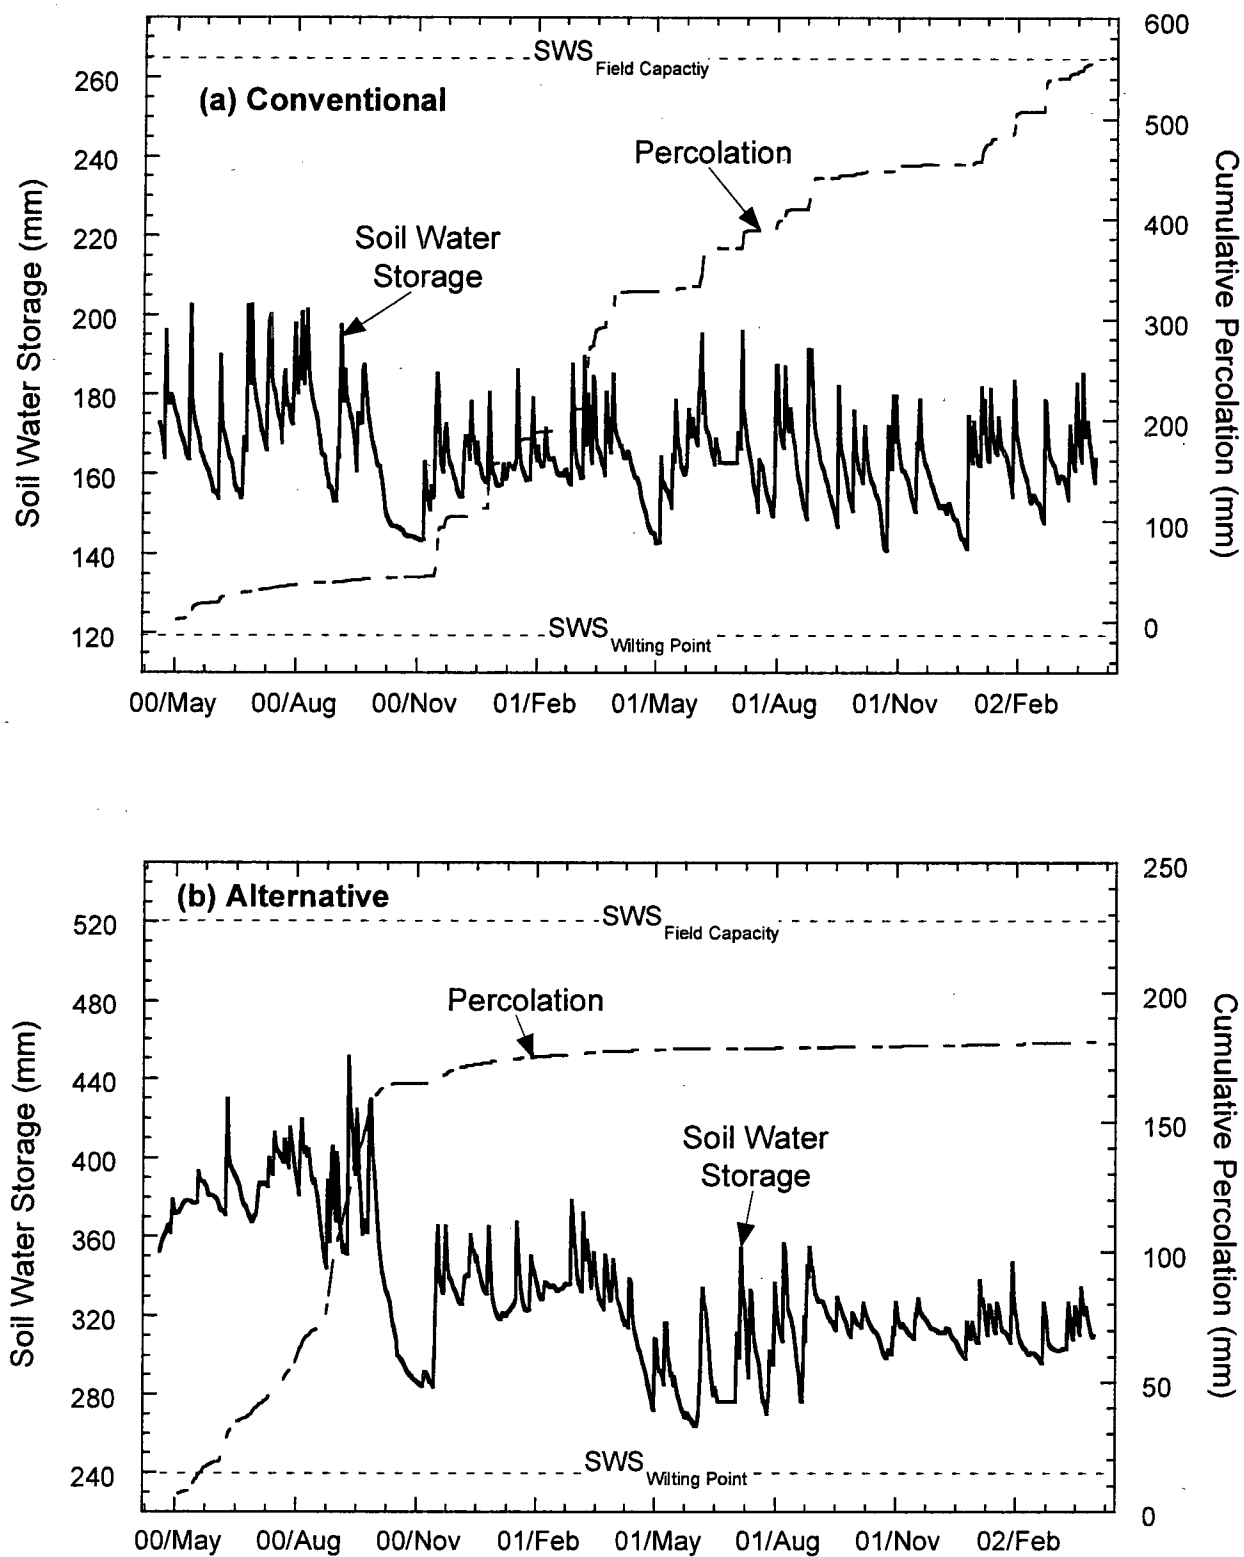 SWS Field Capactiy
(a) Conventional
Percolation
Soil Water
Storage
SWS Wilting Point
Soil Water Storage (mm)
260
240
220
200
180
160
140
120
600
500
400
300
200
100
0
Cumulative Percolation (mm)
00/May 00/Aug 00/Nov 01/Feb 01/May 01/Aug 01/Nov 02/Feb
(b) Alternative
SWS Field Capacity
Percolation
Soil Water
Storage
SWS Wilting Point
Soil Water Storage (mm)
520
480
440
400
360
320
280
240
250
200
150
100
50
0
Cumulative Percolation (mm)
00/May 00/Aug 00/Nov 01/Feb 01/May 01/Aug 01/Nov 02/Feb